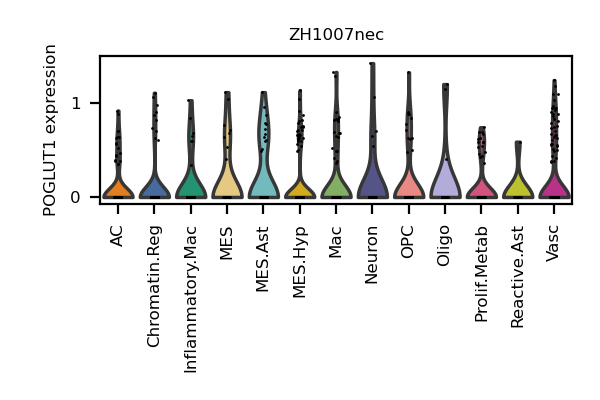 ZH1007nec
POGLUT1 expression
1
0
AC
Chromatin.Reg
Inflammatory.Mac
MES
MES.Ast
MES.Hyp
Mac
Neuron
OPC
Oligo
Prolif.Metab
Reactive.Ast
Vasc